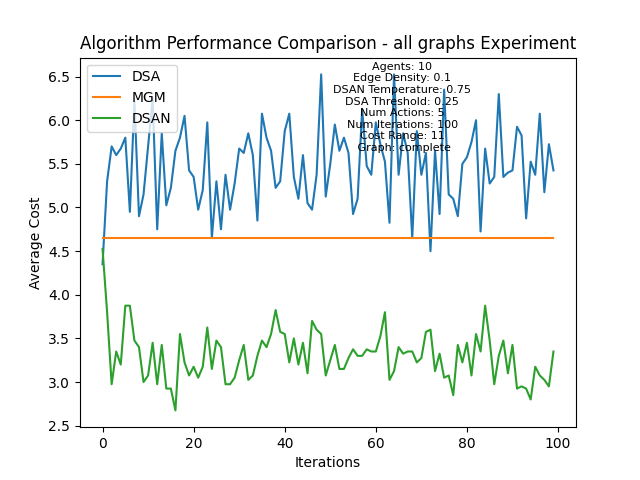 Algorithm Performance Comparison - all graphs Experiment
DSA
MGM
DSAN
Agents: 10
Edge Density: 0.1
DSAN Temperature: 0.75
DSA Threshold: 0.25
Num Actions: 5
Num Iterations: 100
Cost Range: 11
Graph: complete
Average Cost
6.5
6.0
5.5
5.0
4.5
4.0
3.5
3.0
2.5
0 20 40 60 80 100
Iterations